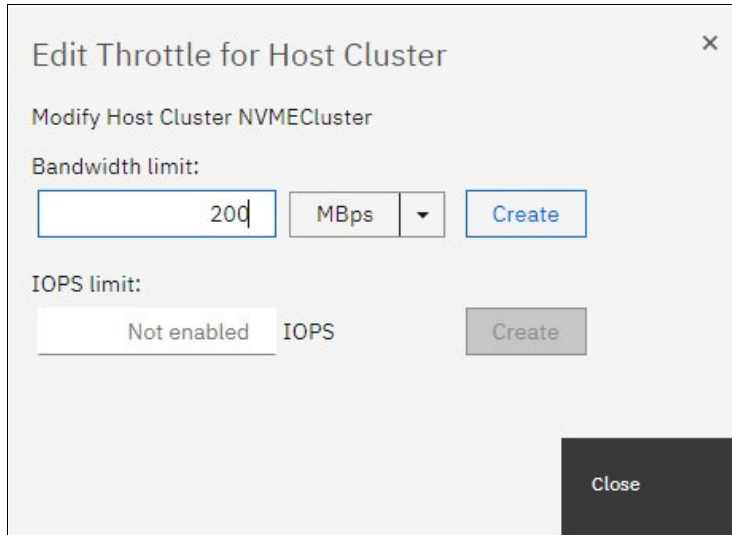 Edit Throttle for Host Cluster
Modify Host Cluster NVMECluster
Bandwidth limit:
200 MBps Create
IOPS limit:
Not enabled IOPS Create
Close